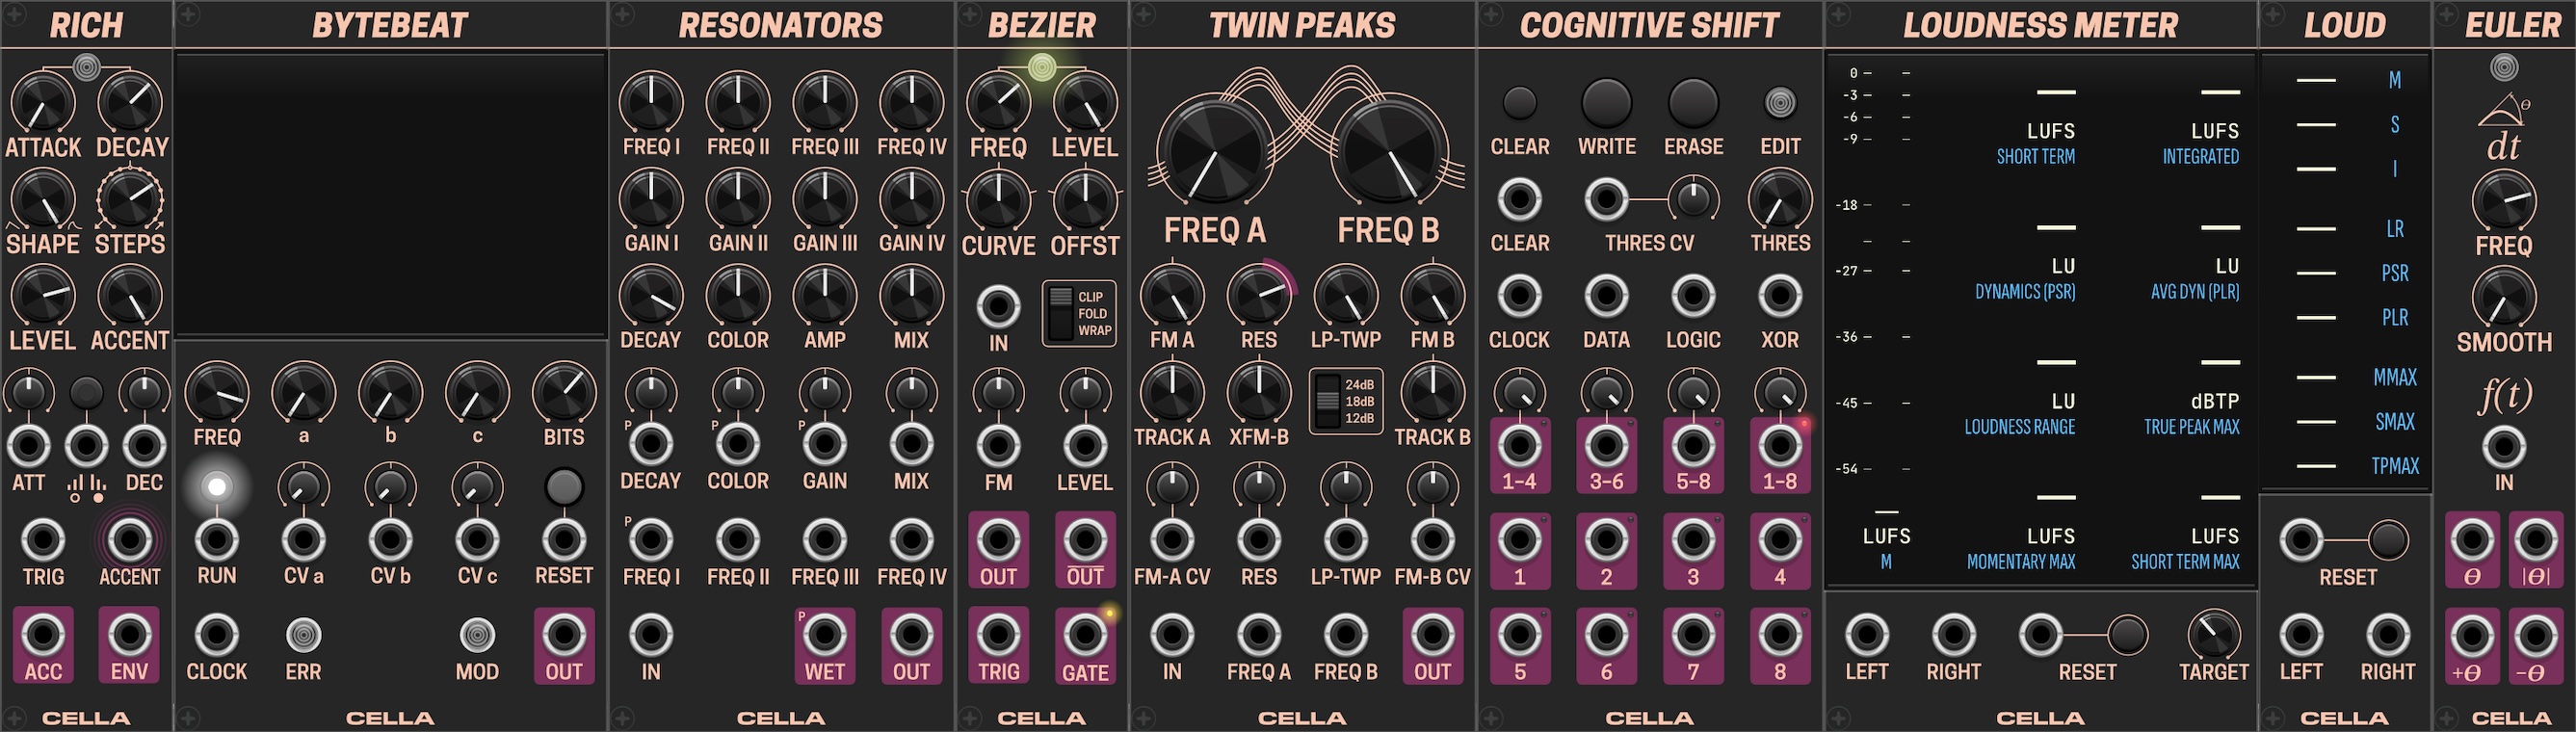 RICH
ATTACK DECAY
SHAPE STEPS
LEVEL ACCENT
ATT DEC
TRIG ACCENT
ACC ENV
CELLA
BYTEBEAT
FREQ a b c BITS
RUN CV a CV b CV c RESET
CLOCK ERR MOD OUT
CELLA
RESONATORS
FREQ I FREQ II FREQ III FREQ IV
GAIN I GAIN II GAIN III GAIN IV
DECAY COLOR AMP MIX
P P P
DECAY COLOR GAIN MIX
P
FREQ I FREQ II FREQ III FREQ IV
P
IN WET OUT
CELLA
BEZIER
FREQ LEVEL
CURVE OFFST
CLIP
FOLD
WRAP
IN
FM LEVEL
OUT OUT
TRIG GATE
CELLA
TWIN PEAKS
FREQ A FREQ B
FM A RES LP-TWP FM B
24dB
18dB
12dB
TRACK A XFM-B TRACK B
FM-A CV RES LP-TWP FM-B CV
IN FREQ A FREQ B OUT
CELLA
COGNITIVE SHIFT
CLEAR WRITE ERASE EDIT
CLEAR THRES CV THRES
CLOCK DATA LOGIC XOR
1-4 3-6 5-8 1-8
1 2 3 4
5 6 7 8
CELLA
LOUDNESS METER
0
-3
-6
-9
-18
-27
-36
-45
-54
LUFS
M
LUFS LUFS
SHORT TERM INTEGRATED
LU LU
DYNAMICS (PSR) AVG DYN (PLR)
LU dBTP
LOUDNESS RANGE TRUE PEAK MAX
LUFS LUFS
MOMENTARY MAX SHORT TERM MAX
LEFT RIGHT RESET TARGET
CELLA
LOUD
M
S
I
LR
PSR
PLR
MMAX
SMAX
TPMAX
RESET
LEFT RIGHT
CELLA
EULER
θ
dt
FREQ
SMOOTH
f(t)
IN
θ |θ|
+θ -θ
CELLA